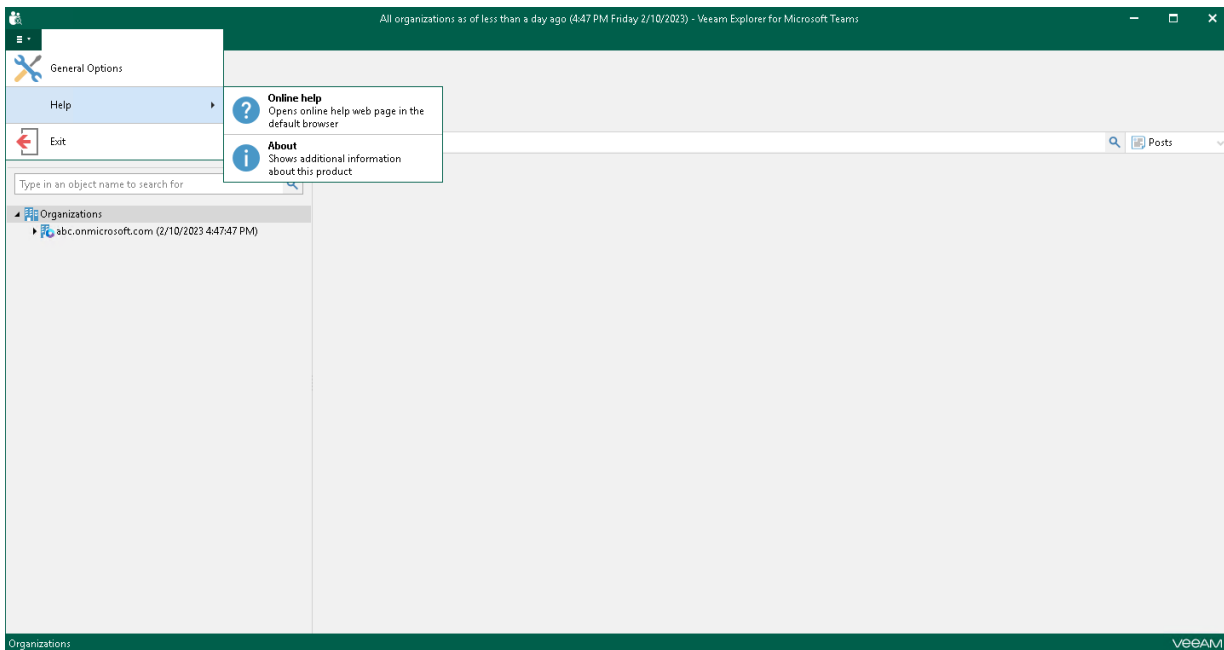 All organizations as of less than a day ago (4:47 PM Friday 2/10/2023) - Veeam Explorer for Microsoft Teams
General Options
Help
Exit
Online help
Opens online help web page in the
default browser
About
Shows additional information
about this product
Posts
Type in an object name to search for
Organizations
abc.onmicrosoft.com (2/10/2023 4:47:47 PM)
Organizations
veeAM